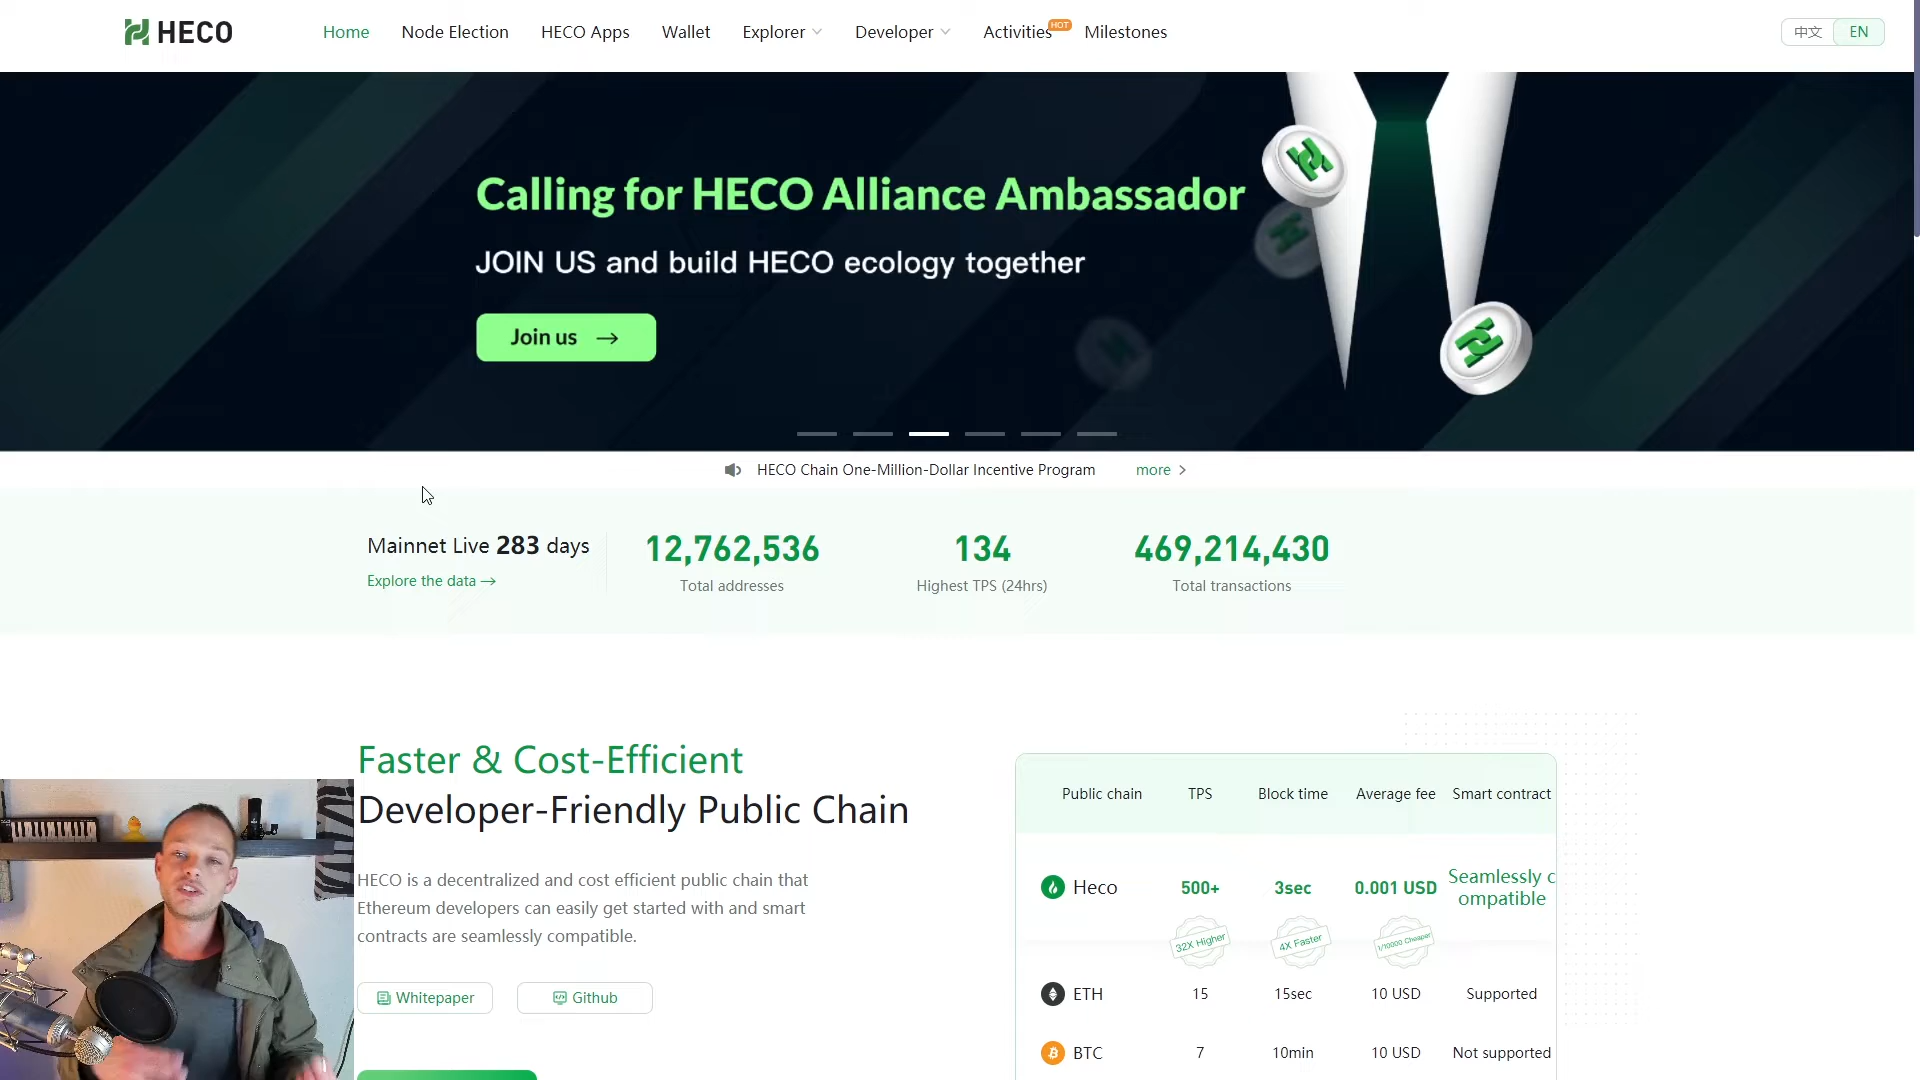 HECO
Home
Node Election
HECO Apps
Wallet
Explorer
Developer
Activities
HOT
Milestones
中文
EN
Calling for HECO Alliance Ambassador
JOIN US and build HECO ecology together
Join us →
HECO Chain One-Million-Dollar Incentive Program
more >
Mainnet Live 283 days
Explore the data →
12,762,536
Total addresses
134
Highest TPS (24hrs)
469,214,430
Total transactions
Faster & Cost-Efficient
Developer-Friendly Public Chain
HECO is a decentralized and cost efficient public chain that
Ethereum developers can easily get started with and smart
contracts are seamlessly compatible.
Whitepaper
Github
Public chain TPS Block time Average fee Smart contract
Heco 500+ 3sec 0.001 USD Seamlessly c
ompatible
32X Higher 4X Faster 1/10000 Cheaper
ETH 15 15sec 10 USD Supported
BTC 7 10min 10 USD Not supported